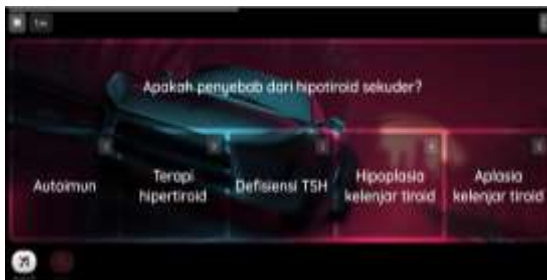 Apakah penyebab dari hipotiroid sekuder?
Autoimun
Terapi
hipertiroid
Defisiensi TSH
Hipoplasia
kelenjar tiroid
Aplasia
kelenjar tiroid